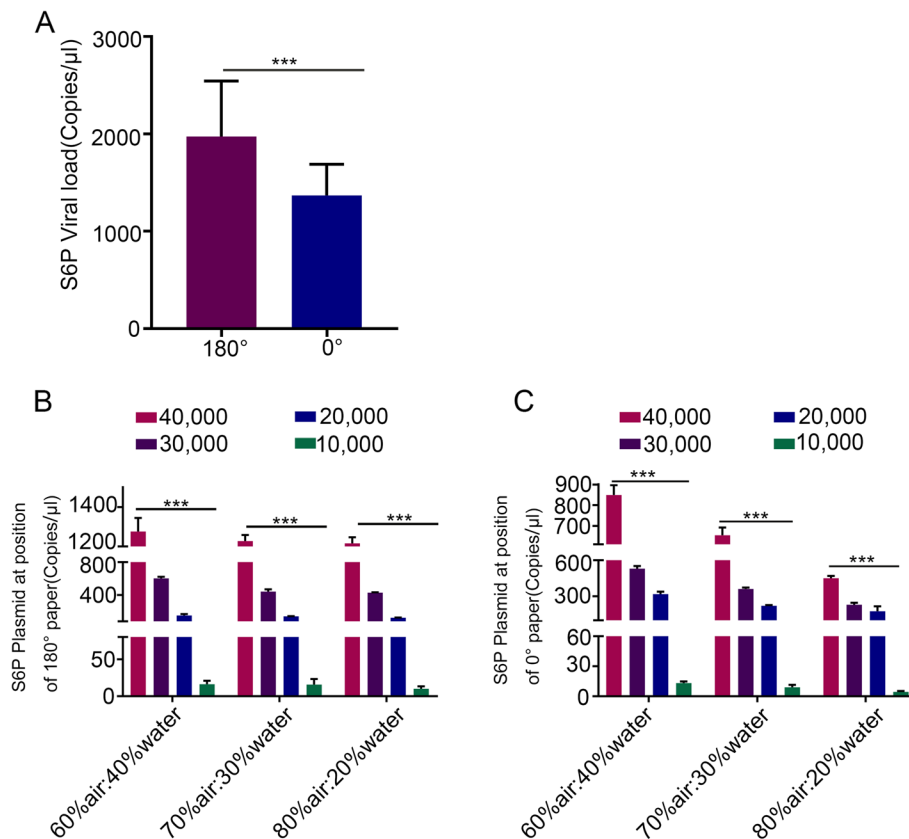 A
S6P Viral load(Copies/μl)
3000
2000
1000
0
***
180°
0°
B
40,000
20,000
30,000
10,000
S6P Plasmid at position
of 180° paper(Copies/μl)
1400
1200
800
400
50
25
0
***
***
***
60%air:40%water
70%air:30%water
80%air:20%water
C
40,000
20,000
30,000
10,000
S6P Plasmid at position
of 0° paper(Copies/μl)
900
800
700
600
300
60
30
0
***
***
***
60%air:40%water
70%air:30%water
80%air:20%water